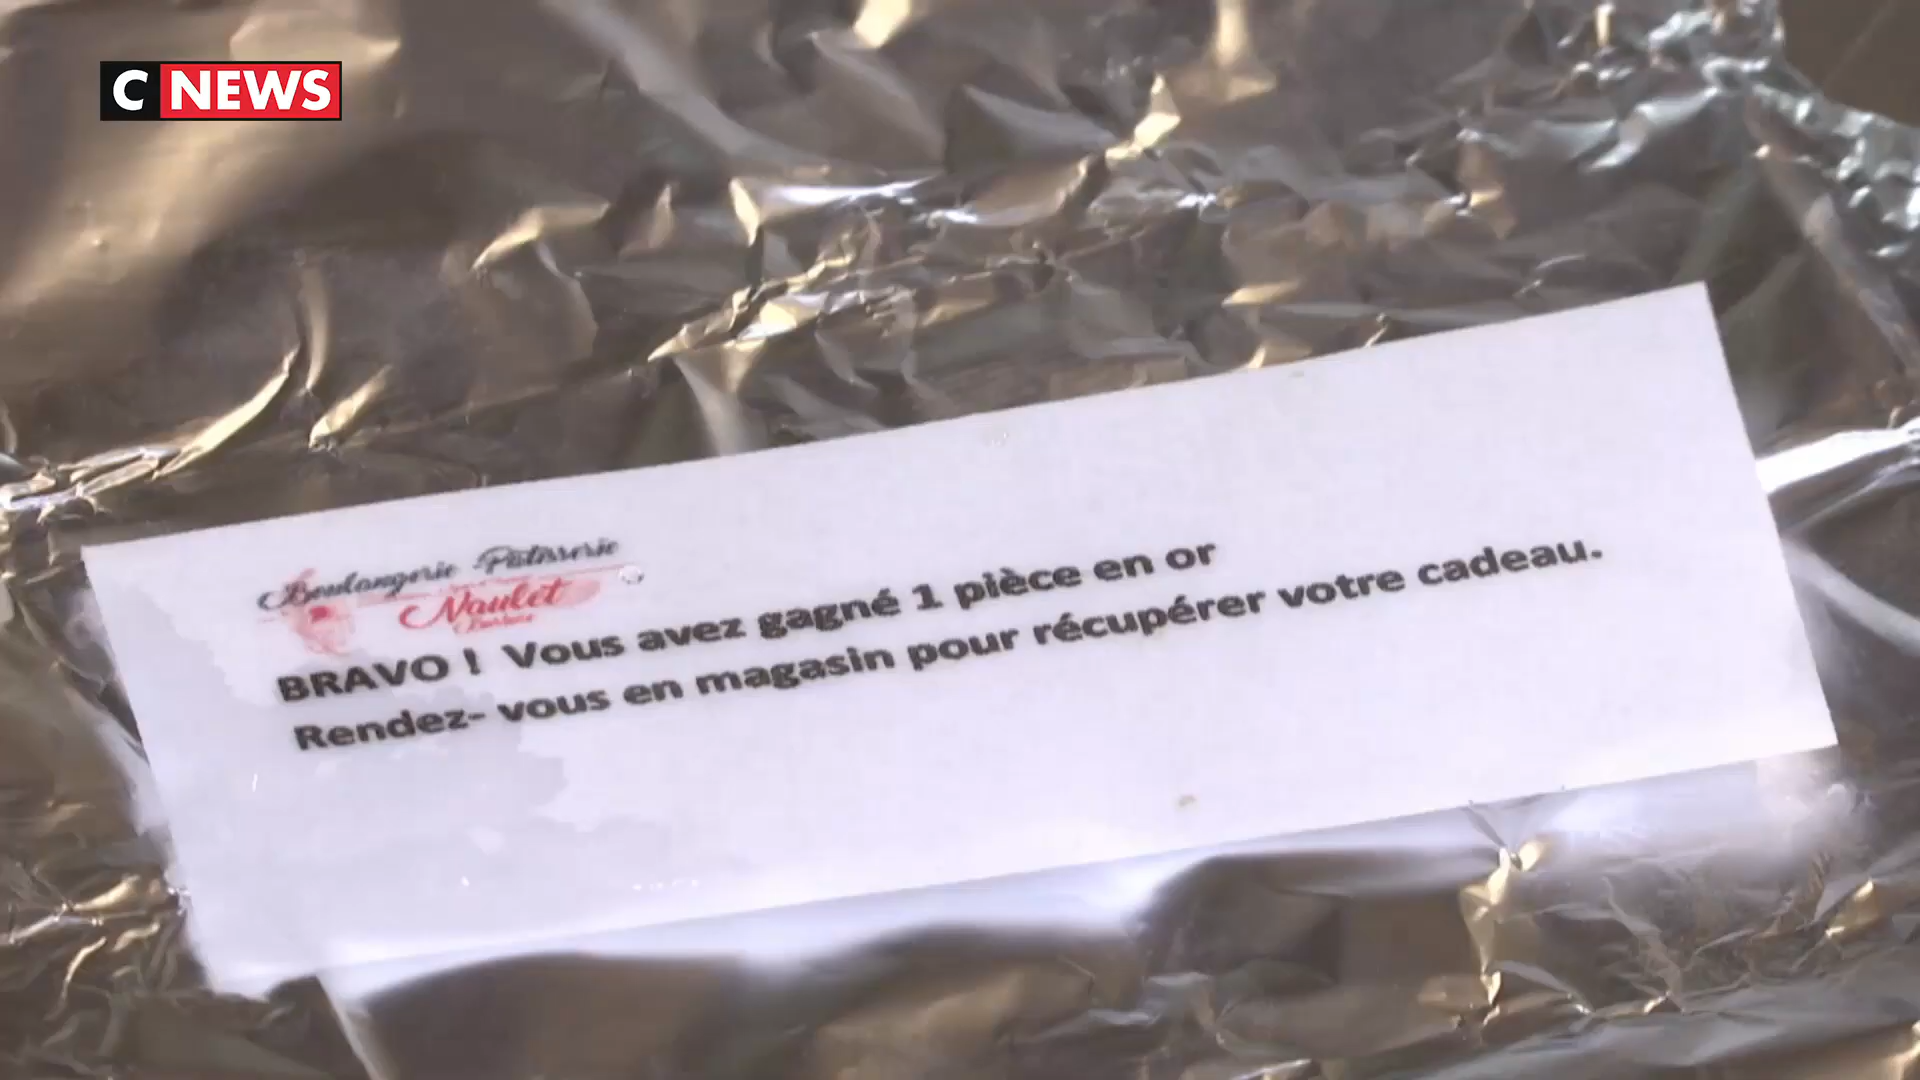 CNEWS
Boulangerie Pâtisserie
Naulet
BRAVO ! Vous avez gagné 1 pièce en or
Rendez- vous en magasin pour récupérer votre cadeau.